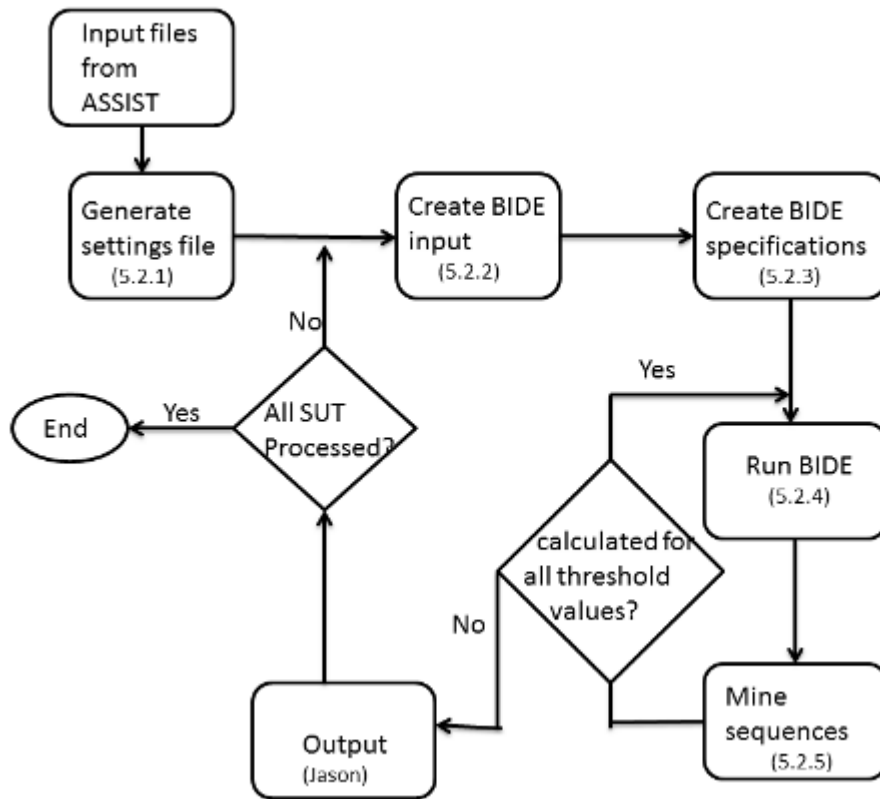 Input files
from
ASSIST
Generate
settings file
(5.2.1)
Create BIDE
input
(5.2.2)
Create BIDE
specifications
(5.2.3)
No
Yes
End
Yes
All SUT
Processed?
Run BIDE
(5.2.4)
calculated for
all threshold
values?
No
Mine
sequences
(5.2.5)
Output
(Jason)